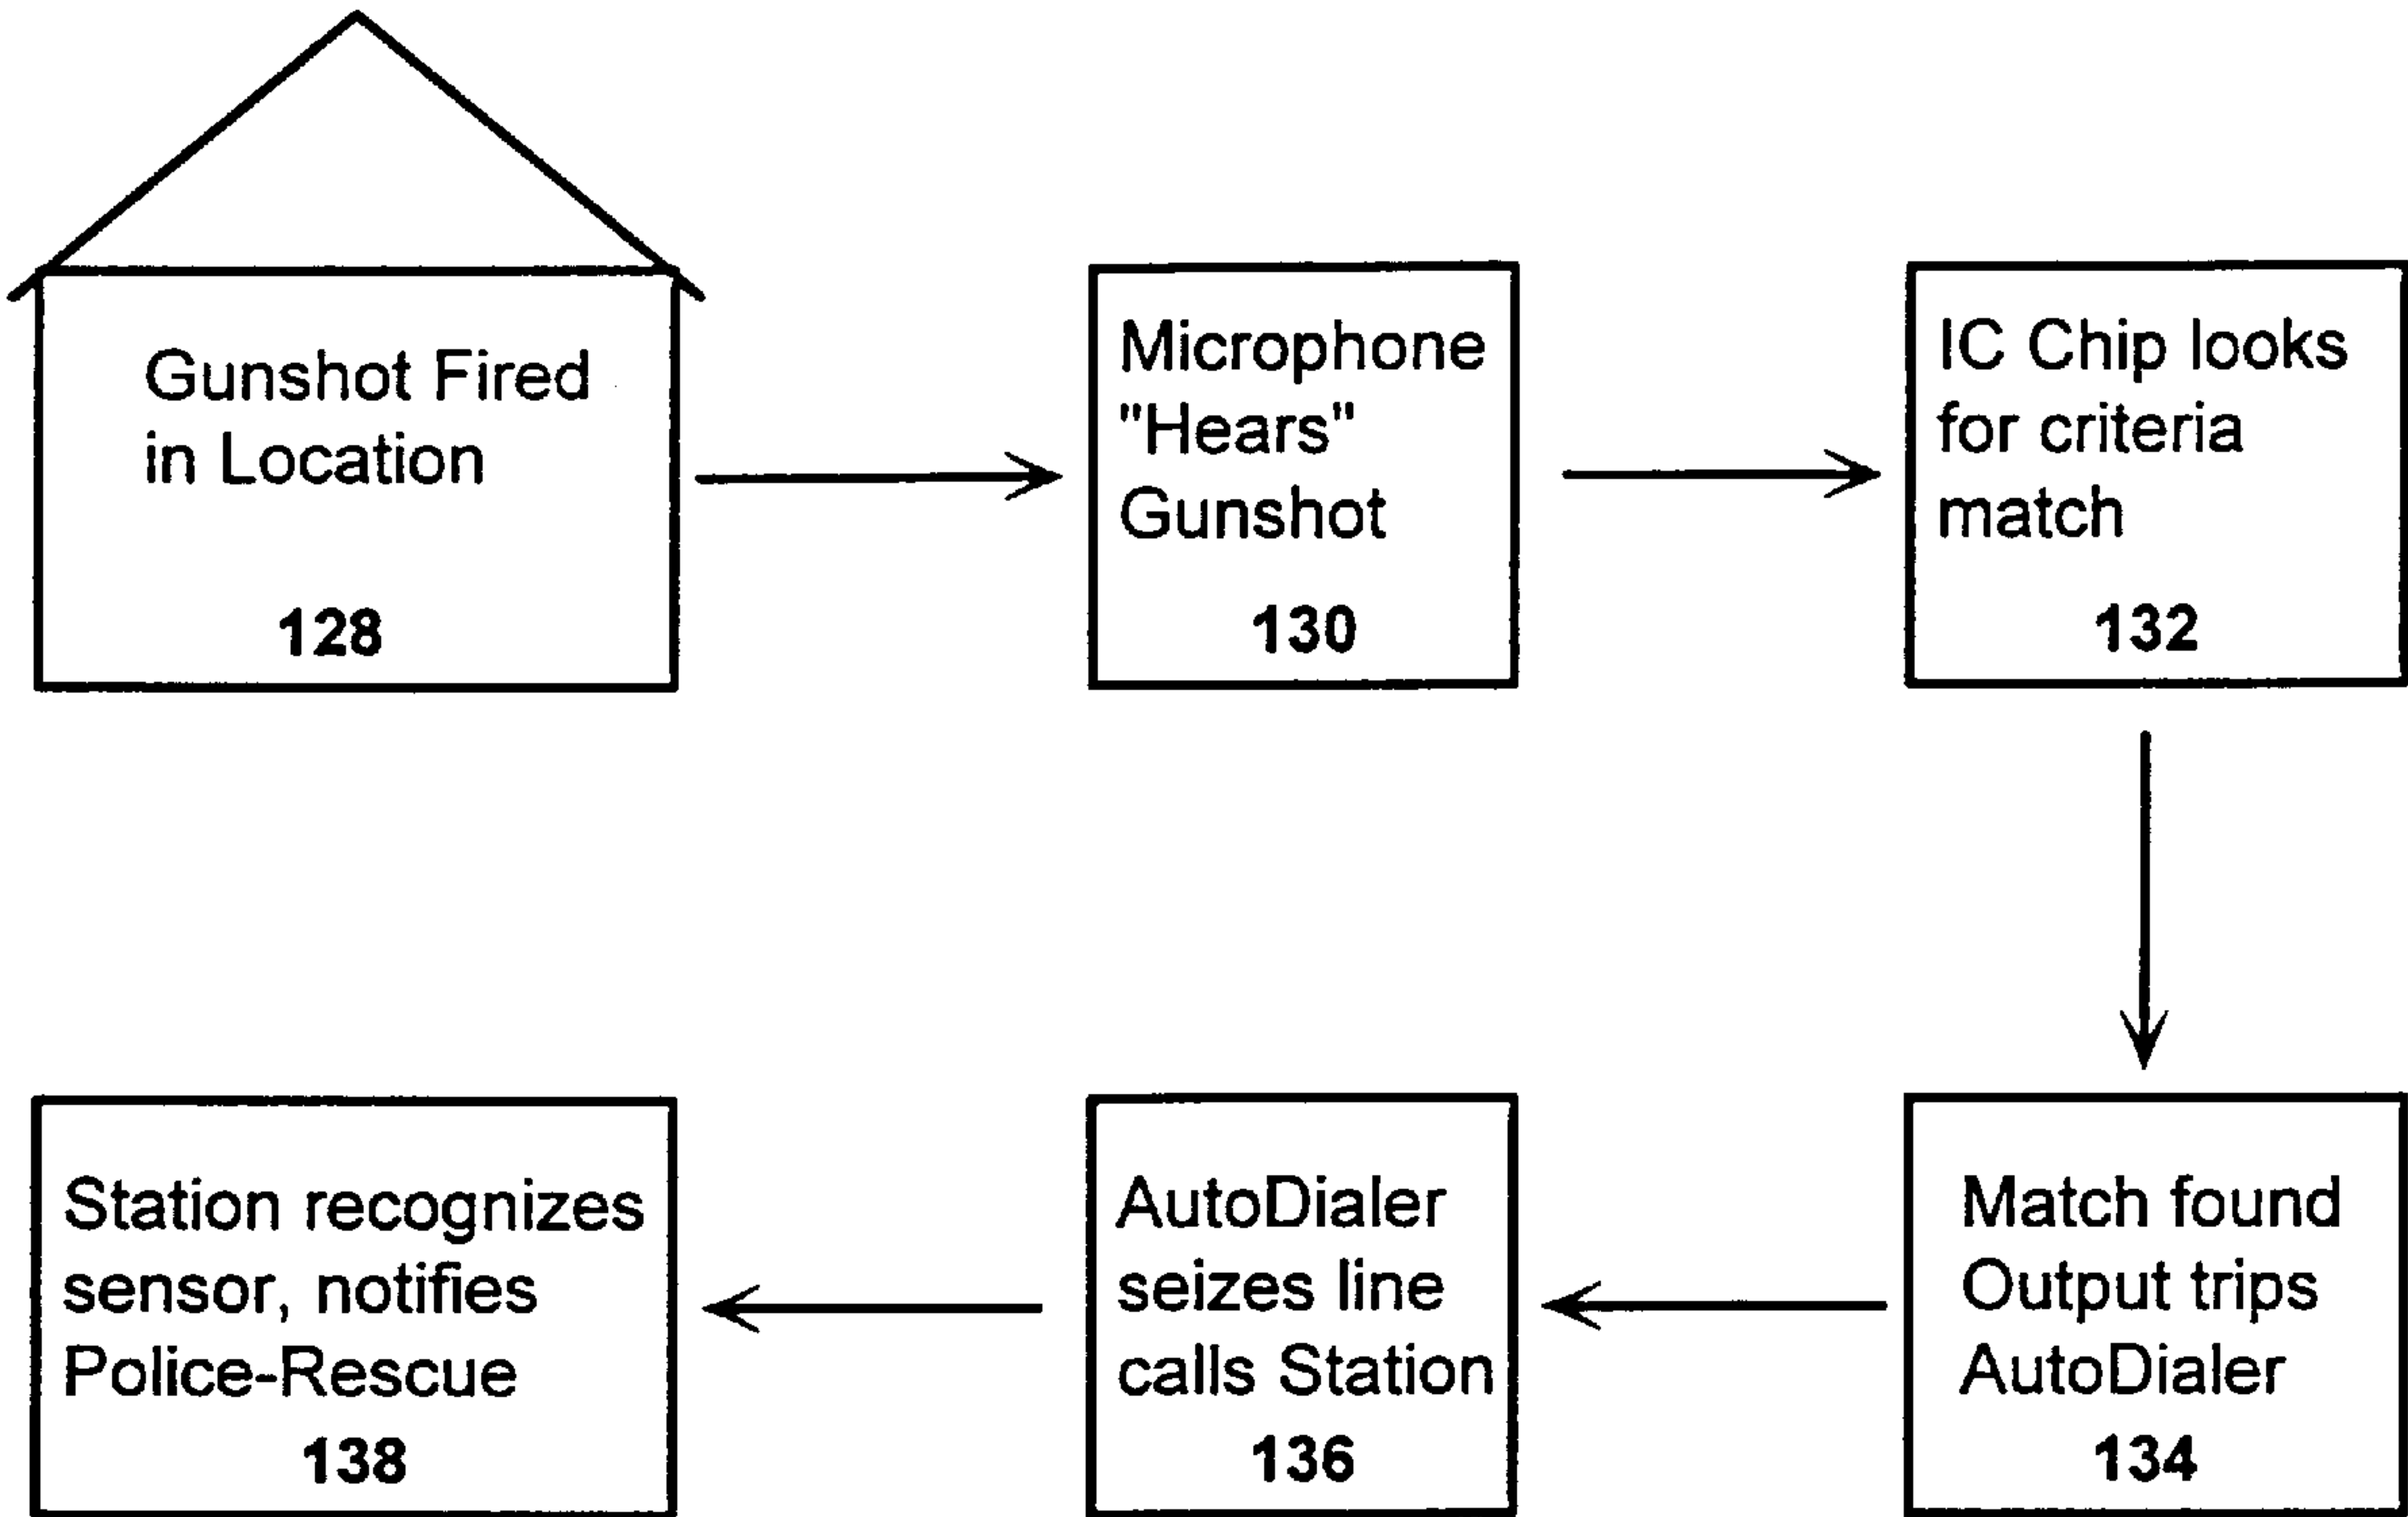 Gunshot Fired
in Location
128
Microphone
"Hears"
Gunshot
130
IC Chip looks
for criteria
match
132
Match found
Output trips
AutoDialer
134
AutoDialer
seizes line
calls Station
136
Station recognizes
sensor, notifies
Police-Rescue
138